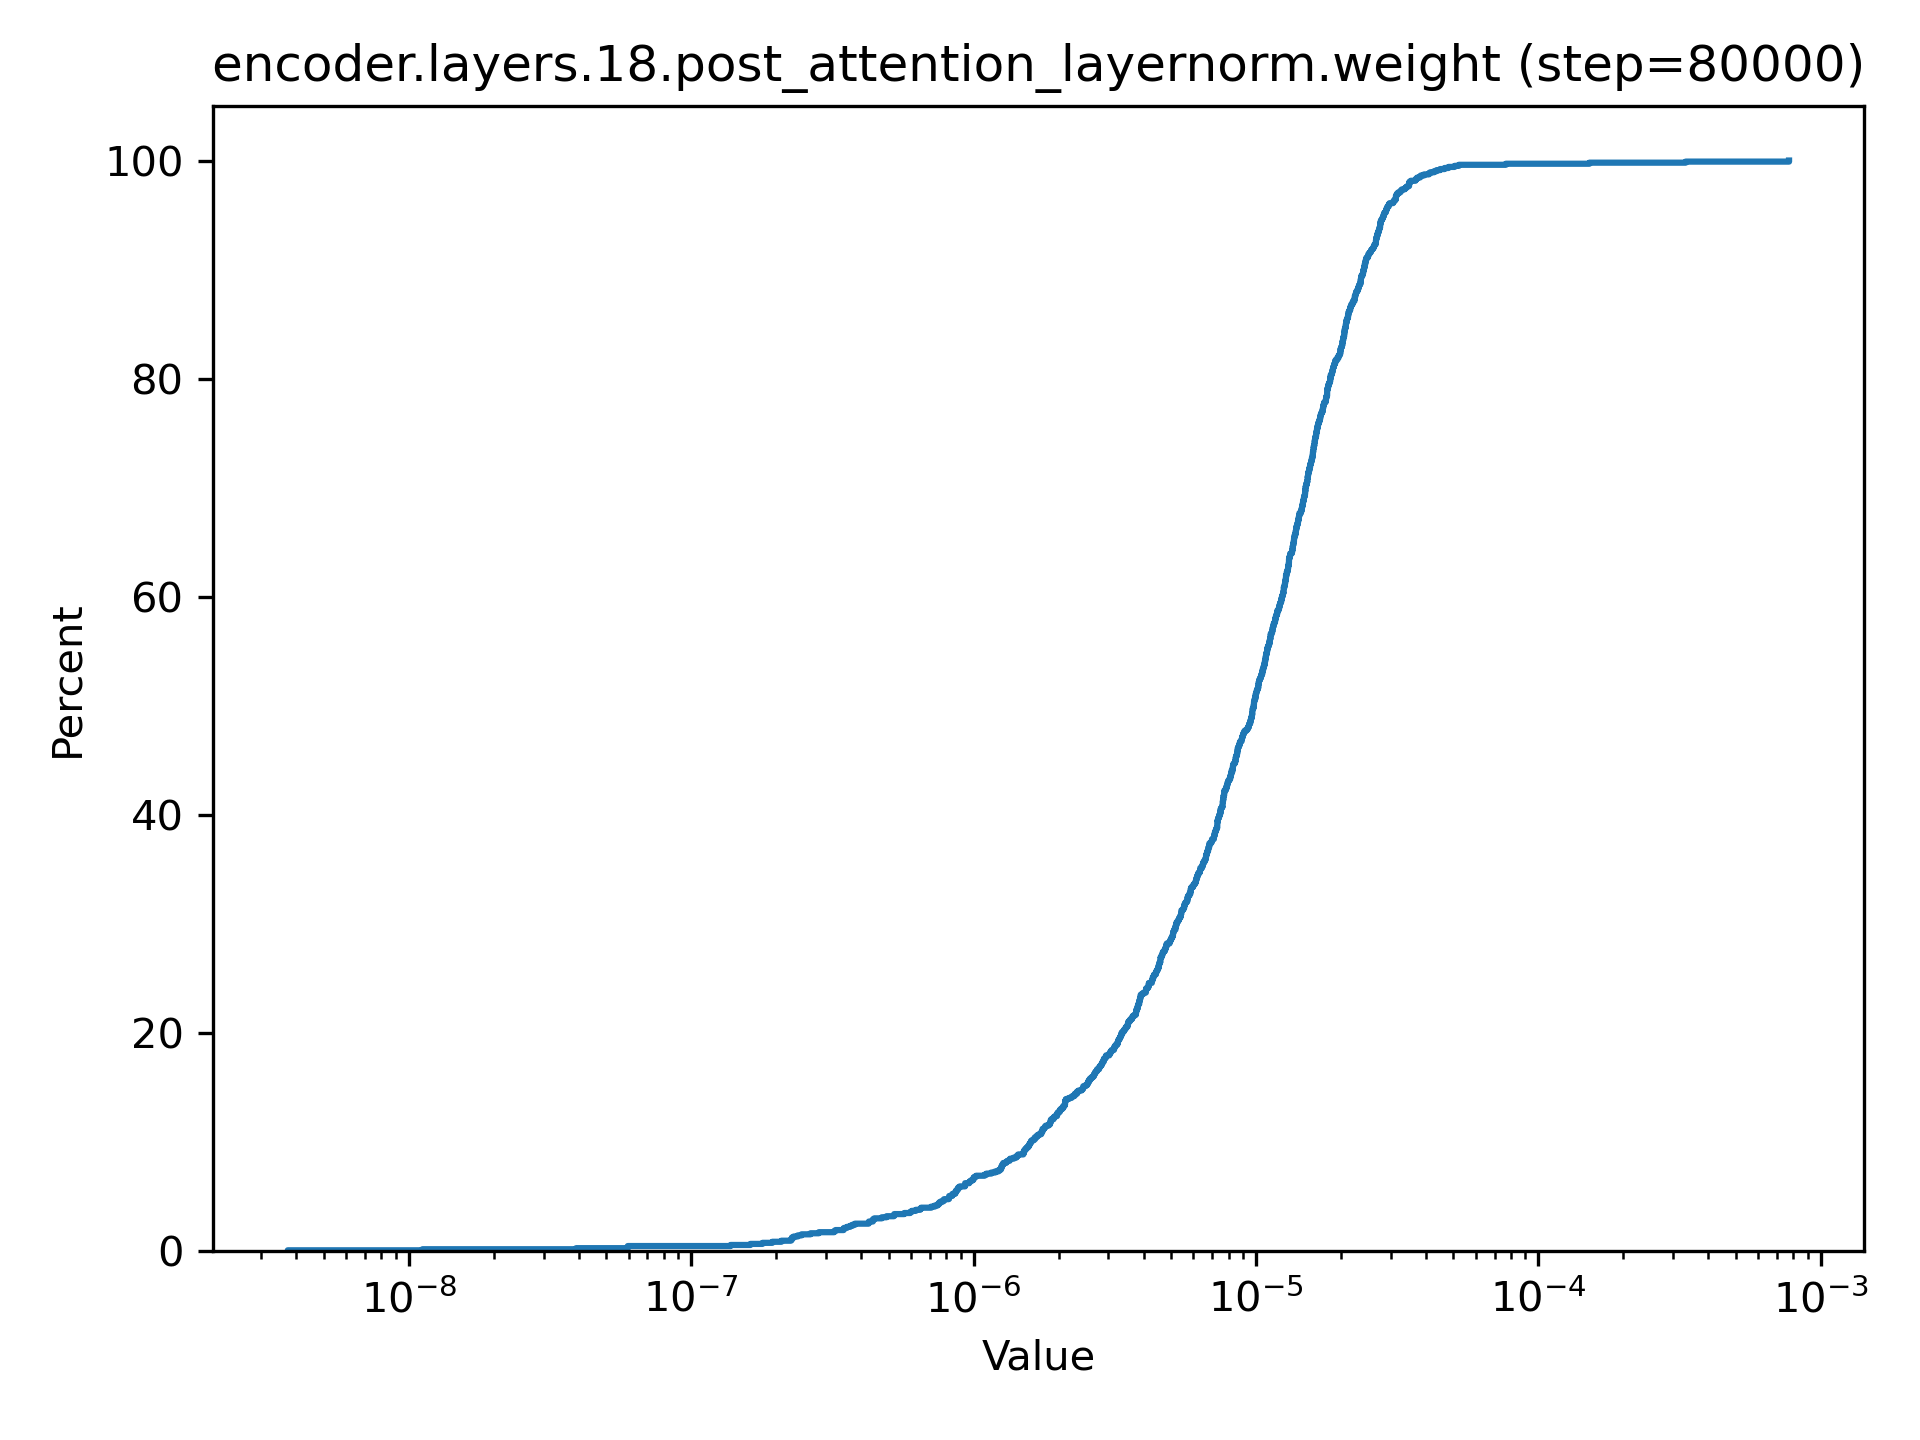 encoder.layers.18.post_attention_layernorm.weight (step=80000)
100
80
60
40
20
0
Percent
10⁻⁸ 10⁻⁷ 10⁻⁶ 10⁻⁵ 10⁻⁴ 10⁻³
Value